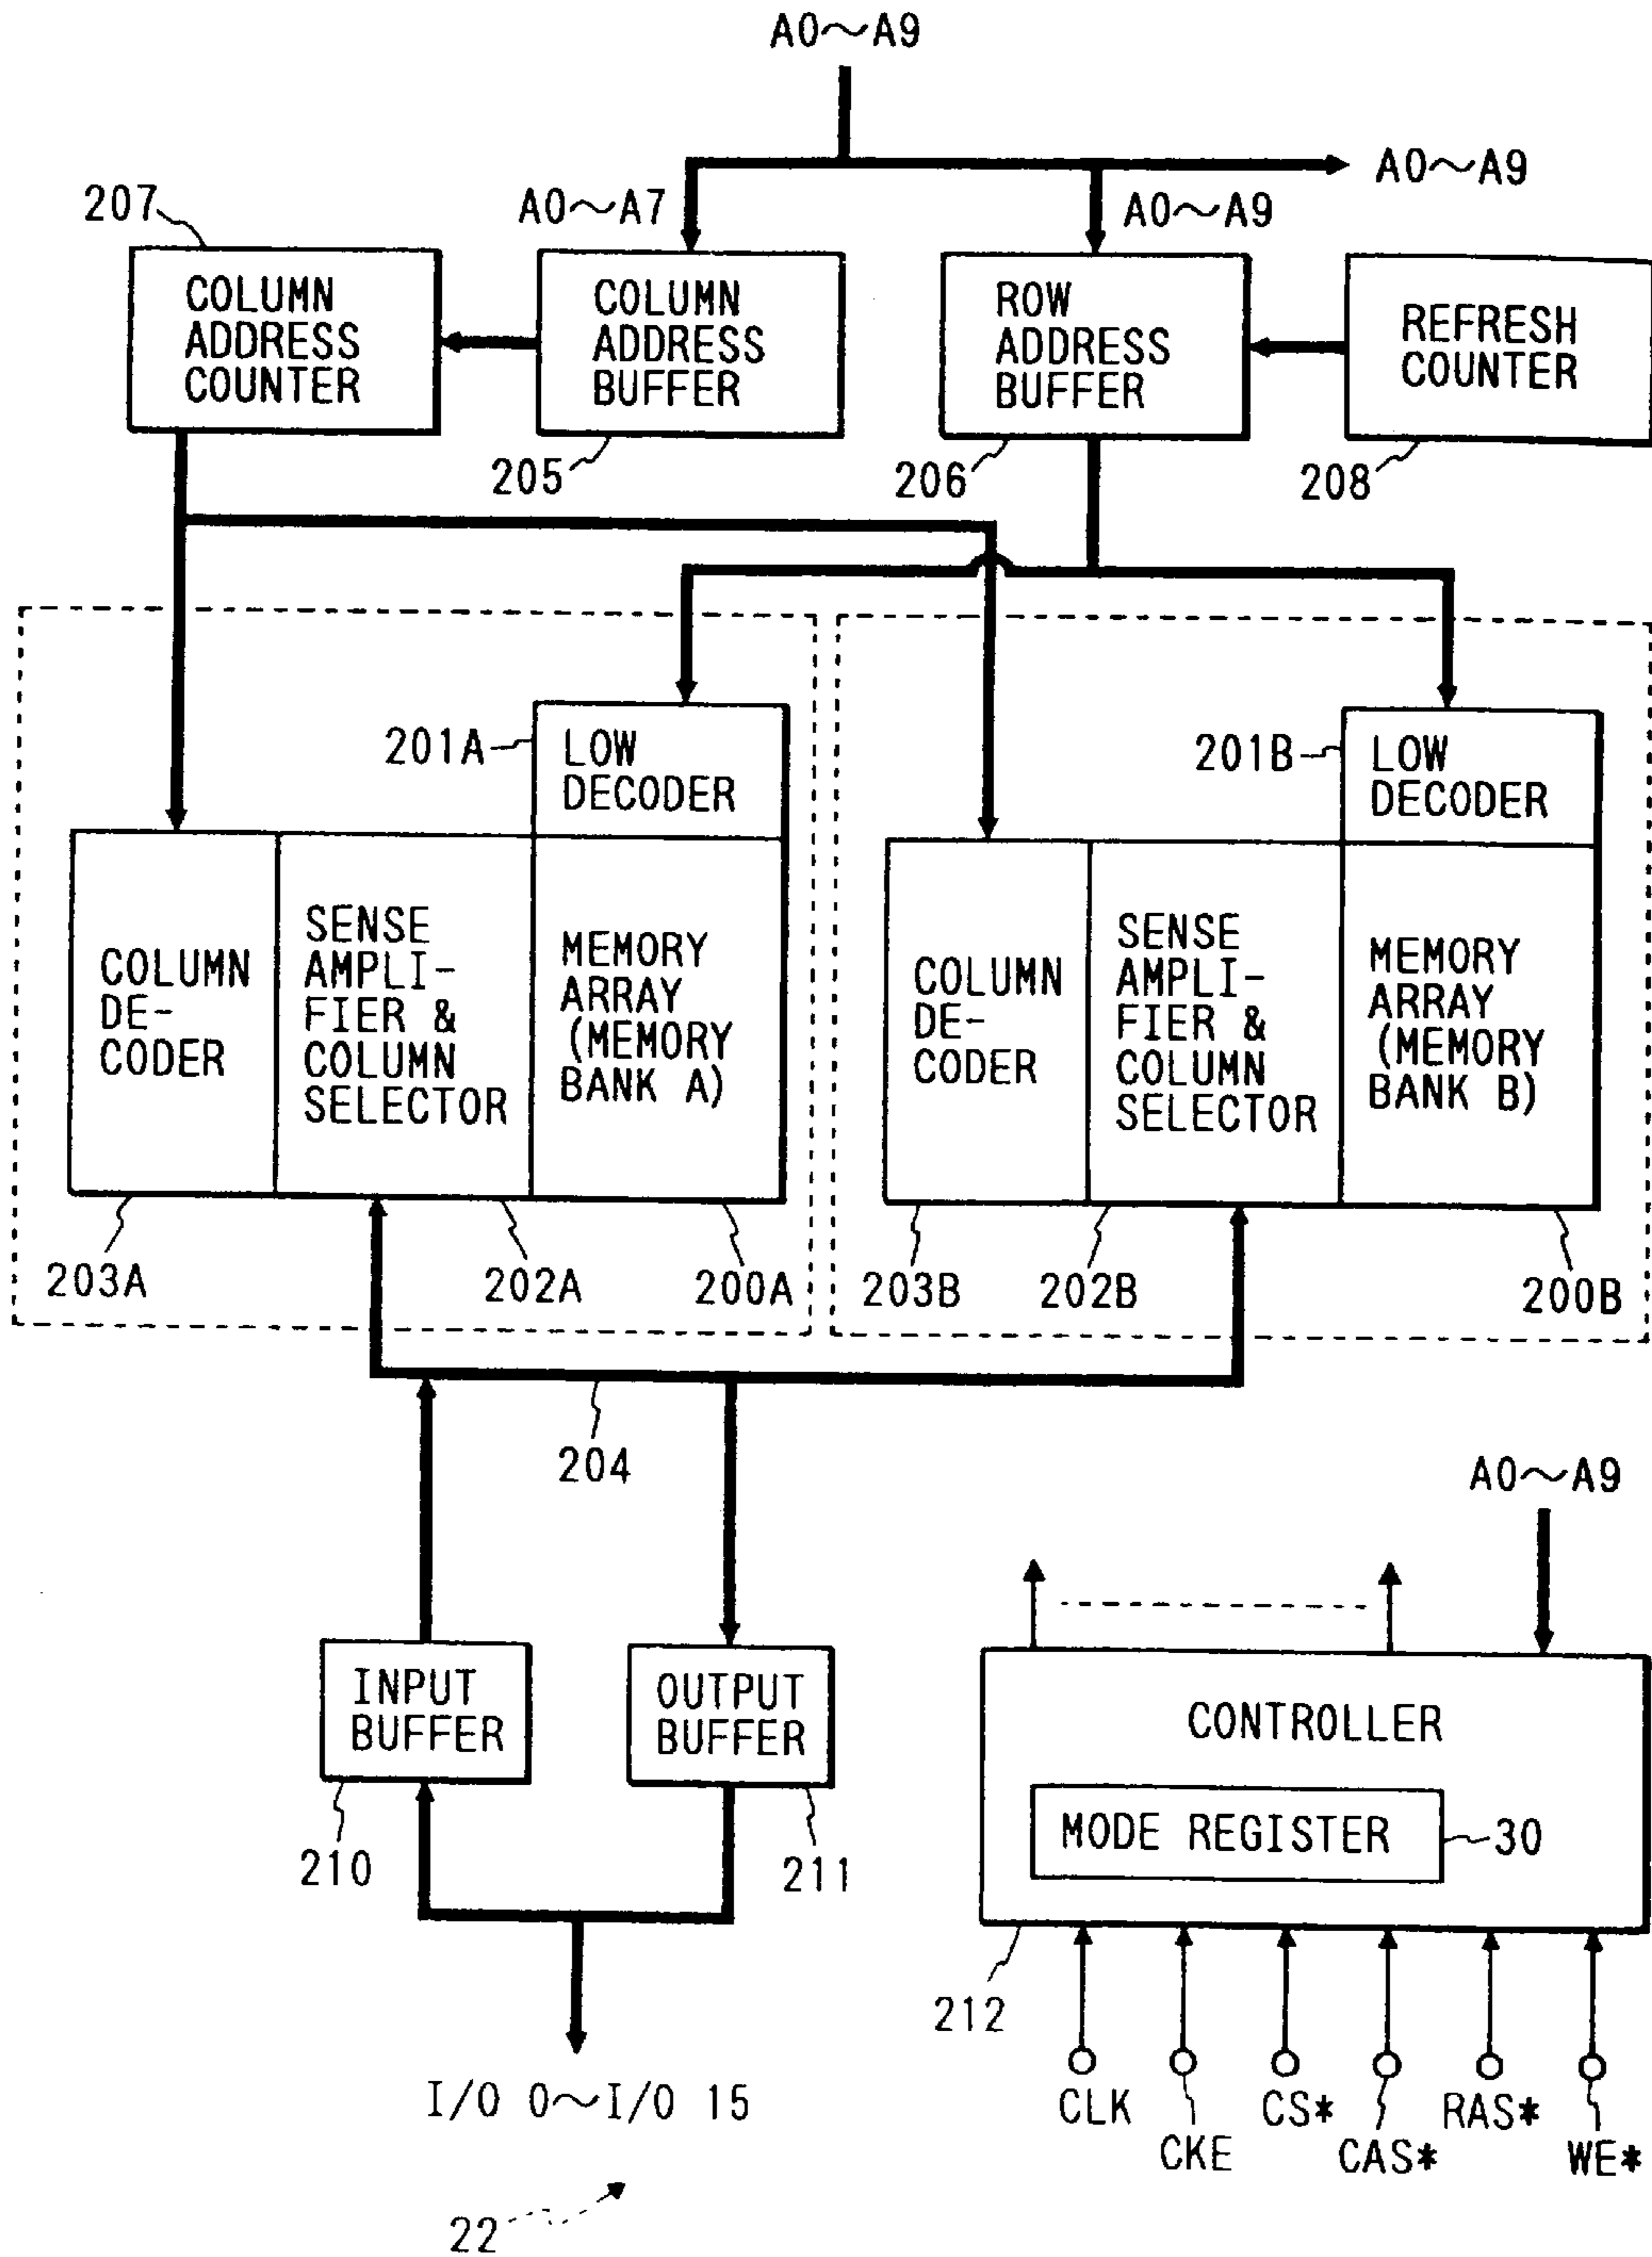 A0~A9
A0~A9
207
A0~A7
A0~A9
COLUMN
ADDRESS
COUNTER
COLUMN
ADDRESS
BUFFER
ROW
ADDRESS
BUFFER
REFRESH
COUNTER
205
206
208
201A
LOW
DECODER
201B
LOW
DECODER
COLUMN
DE-
CODER
SENSE
AMPLI-
FIER &
COLUMN
SELECTOR
MEMORY
ARRAY
(MEMORY
BANK A)
COLUMN
DE-
CODER
SENSE
AMPLI-
FIER &
COLUMN
SELECTOR
MEMORY
ARRAY
(MEMORY
BANK B)
203A
202A
200A
203B
202B
200B
204
A0~A9
INPUT
BUFFER
OUTPUT
BUFFER
CONTROLLER
MODE REGISTER
30
210
211
212
I/O 0~I/O 15
CLK
CKE
CS*
CAS*
RAS*
WE*
22